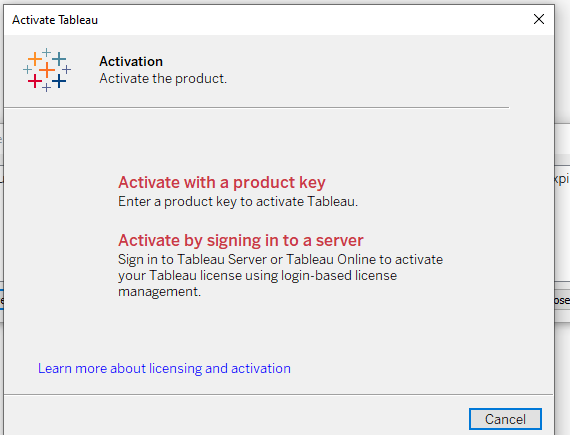 Activate Tableau
Activation
Activate the product.
Activate with a product key
Enter a product key to activate Tableau.
Activate by signing in to a server
Sign in to Tableau Server or Tableau Online to activate
your Tableau license using login-based license
management.
Learn more about licensing and activation
Cancel